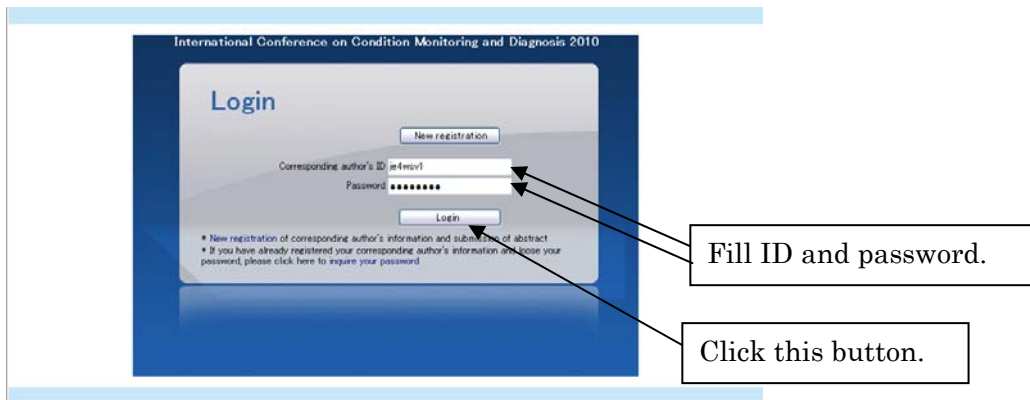 International Conference on Condition Monitoring and Diagnosis 2010
Login
New registration
Corresponding author's ID je4wsv1
Password ●●●●●●●●
Login
* New registration of corresponding author's information and submission of abstract
* If you have already registered your corresponding author's information and loose your
password, please click here to inquire your password
Fill ID and password.
Click this button.